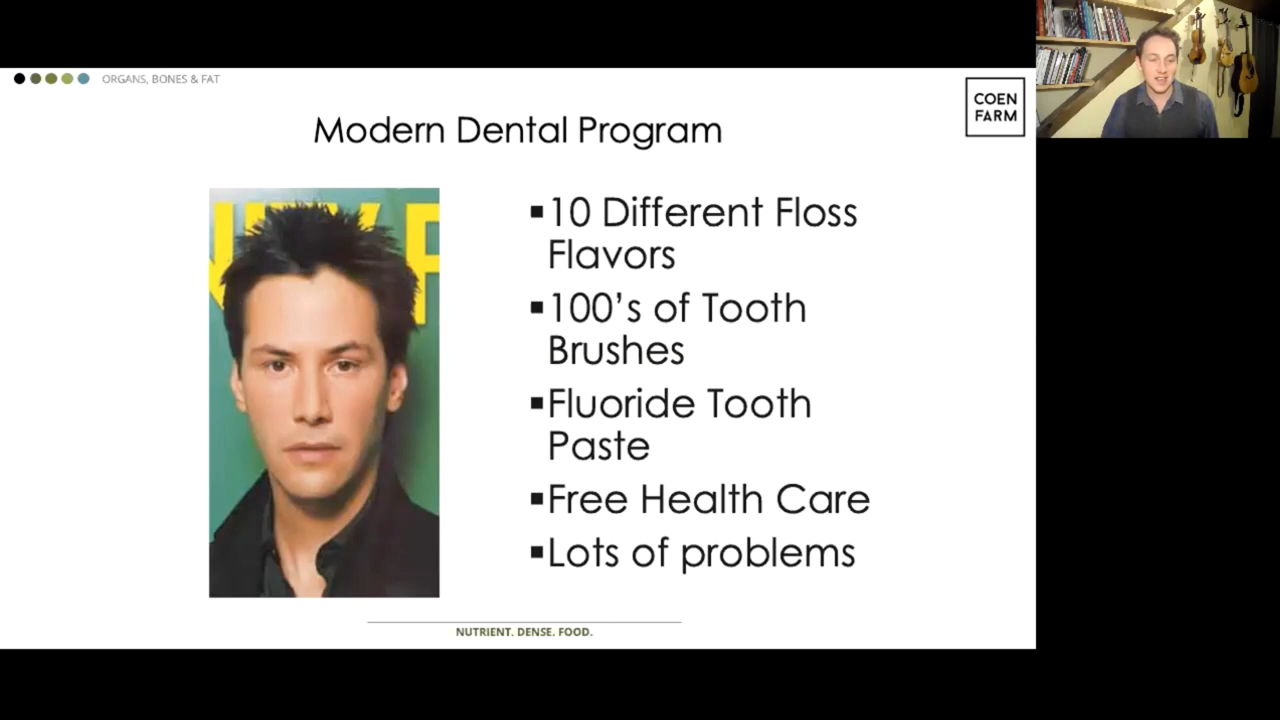 ORGANS, BONES & FAT
COEN
FARM
Modern Dental Program
▪10 Different Floss
Flavors
▪100’s of Tooth
Brushes
▪Fluoride Tooth
Paste
▪Free Health Care
▪Lots of problems
NUTRIENT. DENSE. FOOD.